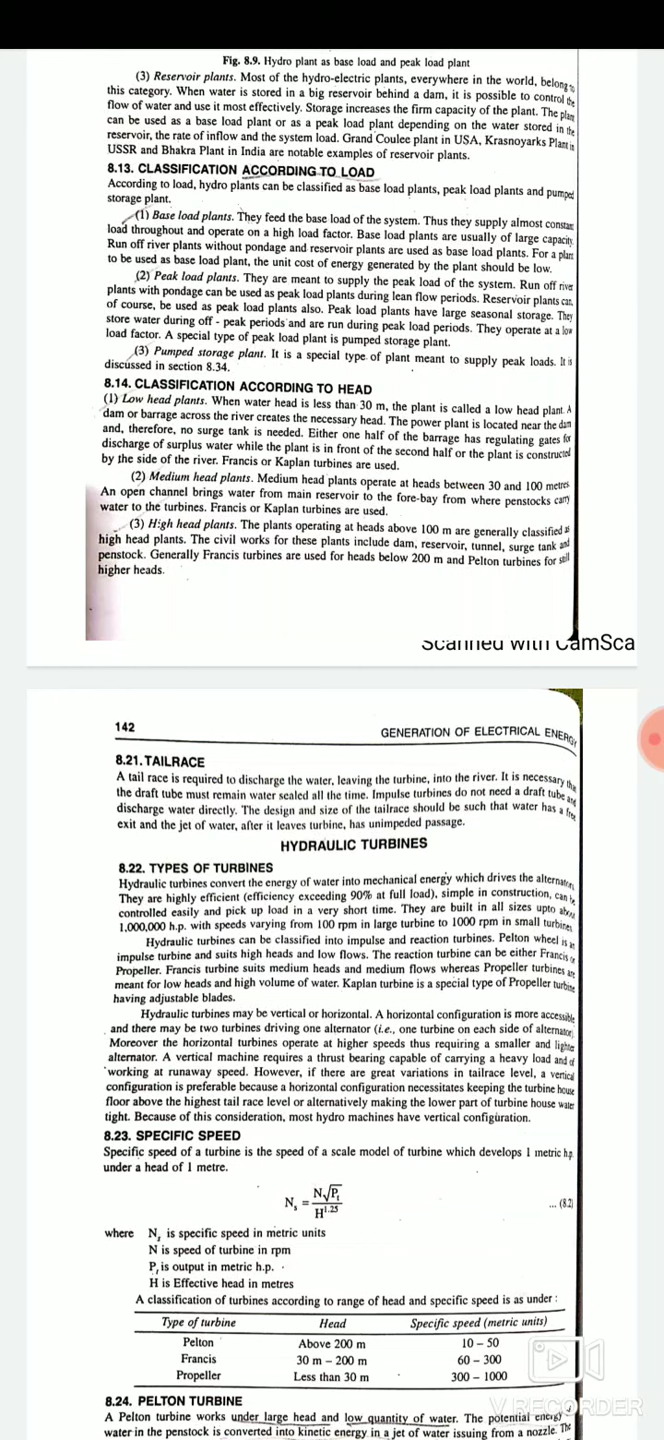 Fig. 8.9. Hydro plant as base load and peak load plant
(3) Reservoir plants. Most of the hydro-electric plants, everywhere in the world, belong to
this category. When water is stored in a big reservoir behind a dam, it is possible to control the
flow of water and use it most effectively. Storage increases the firm capacity of the plant. The plant
can be used as a base load plant or as a peak load plant depending on the water stored in the
reservoir, the rate of inflow and the system load. Grand Coulee plant in USA, Krasnoyarks Plant in
USSR and Bhakra Plant in India are notable examples of reservoir plants.
8.13. CLASSIFICATION ACCORDING TO LOAD
According to load, hydro plants can be classified as base load plants, peak load plants and pumped
storage plant.
(1) Base load plants. They feed the base load of the system. Thus they supply almost constant
load throughout and operate on a high load factor. Base load plants are usually of large capacity.
Run off river plants without pondage and reservoir plants are used as base load plants. For a plant
to be used as base load plant, the unit cost of energy generated by the plant should be low.
(2) Peak load plants. They are meant to supply the peak load of the system. Run off river
plants with pondage can be used as peak load plants during lean flow periods. Reservoir plants can,
of course, be used as peak load plants also. Peak load plants have large seasonal storage. They
store water during off - peak periods and are run during peak load periods. They operate at a low
load factor. A special type of peak load plant is pumped storage plant.
(3) Pumped storage plant. It is a special type of plant meant to supply peak loads. It is
discussed in section 8.34.
8.14. CLASSIFICATION ACCORDING TO HEAD
(1) Low head plants. When water head is less than 30 m, the plant is called a low head plant. A
dam or barrage across the river creates the necessary head. The power plant is located near the dam
and, therefore, no surge tank is needed. Either one half of the barrage has regulating gates for
discharge of surplus water while the plant is in front of the second half or the plant is constructed
by the side of the river. Francis or Kaplan turbines are used.
(2) Medium head plants. Medium head plants operate at heads between 30 and 100 metres.
An open channel brings water from main reservoir to the fore-bay from where penstocks carry
water to the turbines. Francis or Kaplan turbines are used.
(3) High head plants. The plants operating at heads above 100 m are generally classified as
high head plants. The civil works for these plants include dam, reservoir, tunnel, surge tank and
penstock. Generally Francis turbines are used for heads below 200 m and Pelton turbines for still
higher heads.
Scanned with CamSca
142 GENERATION OF ELECTRICAL ENERGY
8.21. TAILRACE
A tail race is required to discharge the water, leaving the turbine, into the river. It is necessary tha
the draft tube must remain water sealed all the time. Impulse turbines do not need a draft tube and
discharge water directly. The design and size of the tailrace should be such that water has a free
exit and the jet of water, after it leaves turbine, has unimpeded passage.
HYDRAULIC TURBINES
8.22. TYPES OF TURBINES
Hydraulic turbines convert the energy of water into mechanical energy which drives the alternators.
They are highly efficient (efficiency exceeding 90% at full load), simple in construction, can be
controlled easily and pick up load in a very short time. They are built in all sizes upto about
1,000,000 h.p. with speeds varying from 100 rpm in large turbine to 1000 rpm in small turbines.
Hydraulic turbines can be classified into impulse and reaction turbines. Pelton wheel is an
impulse turbine and suits high heads and low flows. The reaction turbine can be either Francis or
Propeller. Francis turbine suits medium heads and medium flows whereas Propeller turbines are
meant for low heads and high volume of water. Kaplan turbine is a special type of Propeller turbine
having adjustable blades.
Hydraulic turbines may be vertical or horizontal. A horizontal configuration is more accessible
and there may be two turbines driving one alternator (i.e., one turbine on each side of alternator)
Moreover the horizontal turbines operate at higher speeds thus requiring a smaller and lighter
alternator. A vertical machine requires a thrust bearing capable of carrying a heavy load and of
working at runaway speed. However, if there are great variations in tailrace level, a vertical
configuration is preferable because a horizontal configuration necessitates keeping the turbine house
floor above the highest tail race level or alternatively making the lower part of turbine house water
tight. Because of this consideration, most hydro machines have vertical configuration.
8.23. SPECIFIC SPEED
Specific speed of a turbine is the speed of a scale model of turbine which develops 1 metric h.p.
under a head of 1 metre.
N_s = N√P_t / H^1.25 ... (8.2)
where N_s is specific speed in metric units
N is speed of turbine in rpm
P_t is output in metric h.p.
H is Effective head in metres
A classification of turbines according to range of head and specific speed is as under :
Type of turbine Head Specific speed (metric units)
Pelton Above 200 m 10 – 50
Francis 30 m – 200 m 60 – 300
Propeller Less than 30 m 300 – 1000
8.24. PELTON TURBINE
A Pelton turbine works under large head and low quantity of water. The potential energy
water in the penstock is converted into kinetic energy in a jet of water issuing from a nozzle. The
V RECORDER